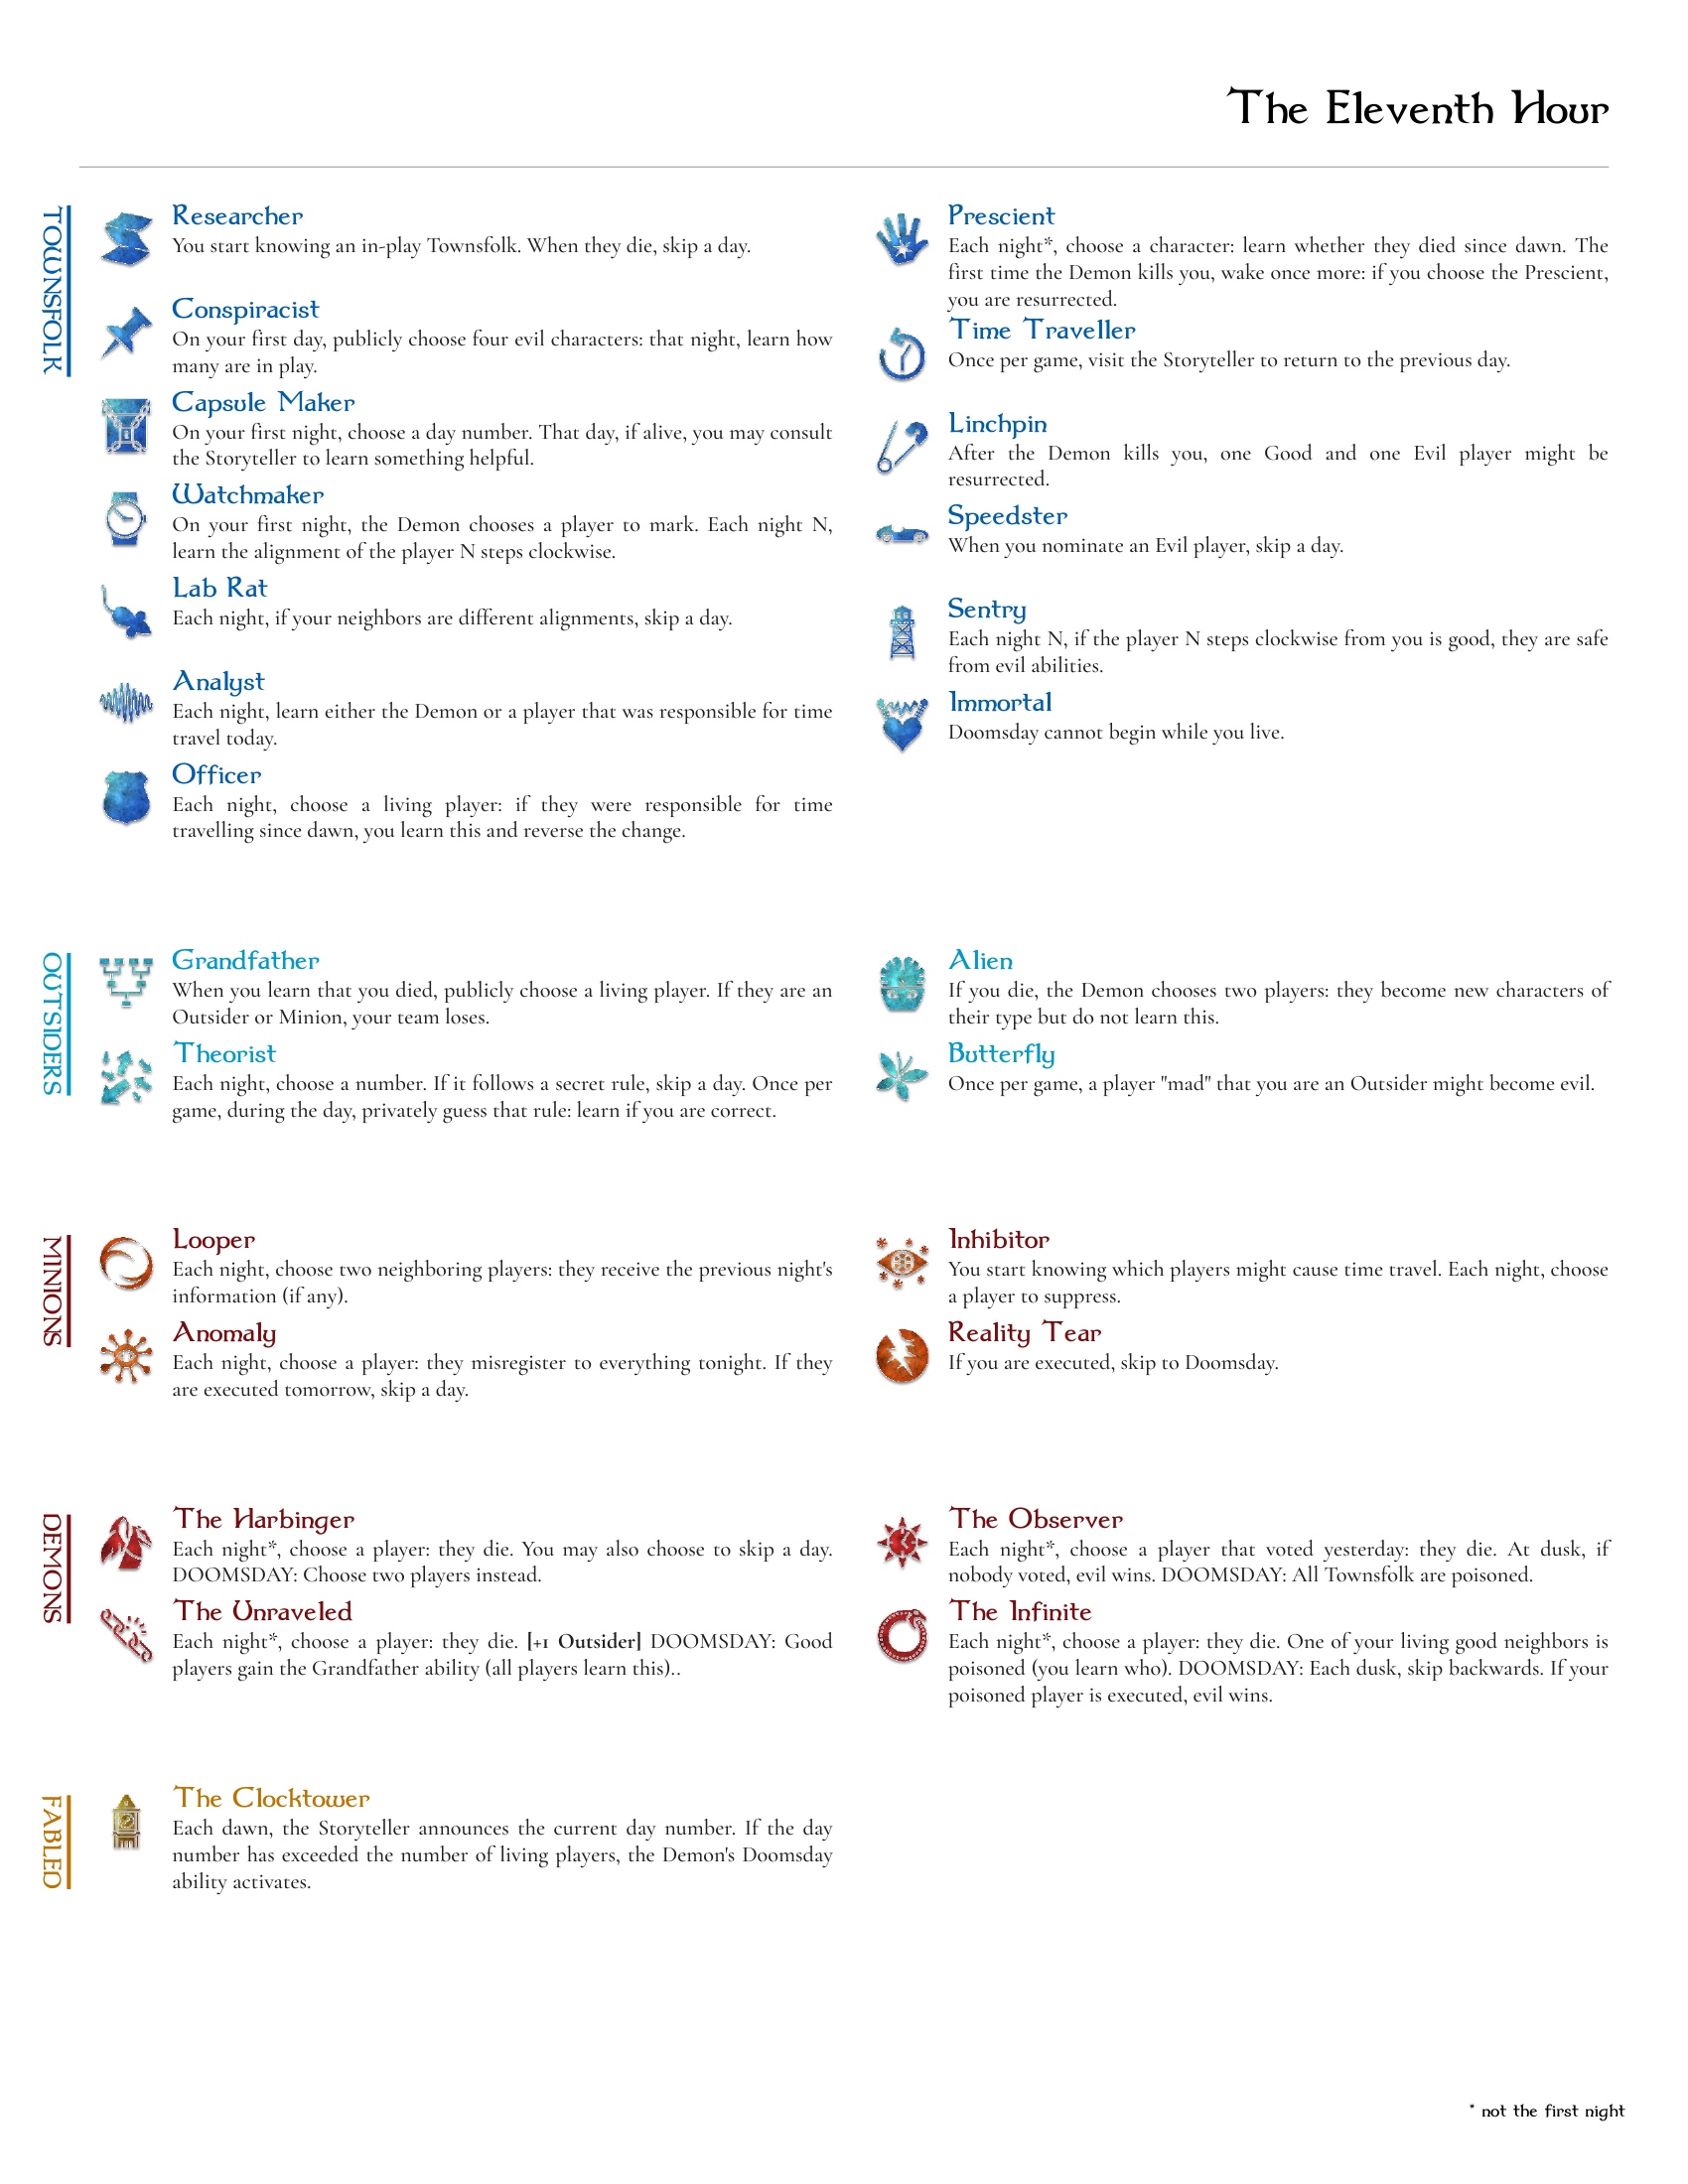 The Eleventh Hour
TOWNSFOLK
Researcher
You start knowing an in-play Townsfolk. When they die, skip a day.
Conspiracist
On your first day, publicly choose four evil characters: that night, learn how
many are in play.
Capsule Maker
On your first night, choose a day number. That day, if alive, you may consult
the Storyteller to learn something helpful.
Watchmaker
On your first night, the Demon chooses a player to mark. Each night N,
learn the alignment of the player N steps clockwise.
Lab Rat
Each night, if your neighbors are different alignments, skip a day.
Analyst
Each night, learn either the Demon or a player that was responsible for time
travel today.
Officer
Each night, choose a living player: if they were responsible for time
travelling since dawn, you learn this and reverse the change.
Prescient
Each night*, choose a character: learn whether they died since dawn. The
first time the Demon kills you, wake once more: if you choose the Prescient,
you are resurrected.
Time Traveller
Once per game, visit the Storyteller to return to the previous day.
Linchpin
After the Demon kills you, one Good and one Evil player might be
resurrected.
Speedster
When you nominate an Evil player, skip a day.
Sentry
Each night N, if the player N steps clockwise from you is good, they are safe
from evil abilities.
Immortal
Doomsday cannot begin while you live.
OUTSIDERS
Grandfather
When you learn that you died, publicly choose a living player. If they are an
Outsider or Minion, your team loses.
Theorist
Each night, choose a number. If it follows a secret rule, skip a day. Once per
game, during the day, privately guess that rule: learn if you are correct.
Alien
If you die, the Demon chooses two players: they become new characters of
their type but do not learn this.
Butterfly
Once per game, a player "mad" that you are an Outsider might become evil.
MINIONS
Looper
Each night, choose two neighboring players: they receive the previous night's
information (if any).
Anomaly
Each night, choose a player: they misregister to everything tonight. If they
are executed tomorrow, skip a day.
Inhibitor
You start knowing which players might cause time travel. Each night, choose
a player to suppress.
Reality Tear
If you are executed, skip to Doomsday.
DEMONS
The Harbinger
Each night*, choose a player: they die. You may also choose to skip a day.
DOOMSDAY: Choose two players instead.
The Unraveled
Each night*, choose a player: they die. [+1 Outsider] DOOMSDAY: Good
players gain the Grandfather ability (all players learn this)..
The Observer
Each night*, choose a player that voted yesterday: they die. At dusk, if
nobody voted, evil wins. DOOMSDAY: All Townsfolk are poisoned.
The Infinite
Each night*, choose a player: they die. One of your living good neighbors is
poisoned (you learn who). DOOMSDAY: Each dusk, skip backwards. If your
poisoned player is executed, evil wins.
FABLED
The Clocktower
Each dawn, the Storyteller announces the current day number. If the day
number has exceeded the number of living players, the Demon's Doomsday
ability activates.
* not the first night